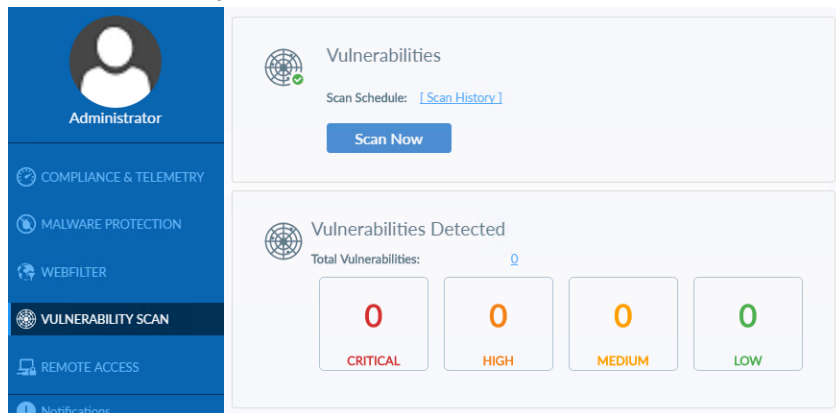 Administrator
COMPLIANCE & TELEMETRY
MALWARE PROTECTION
WEBFILTER
VULNERABILITY SCAN
REMOTE ACCESS
Notifications
Vulnerabilities
Scan Schedule: [ Scan History ]
Scan Now
Vulnerabilities Detected
Total Vulnerabilities: 0
0 0 0 0
CRITICAL HIGH MEDIUM LOW